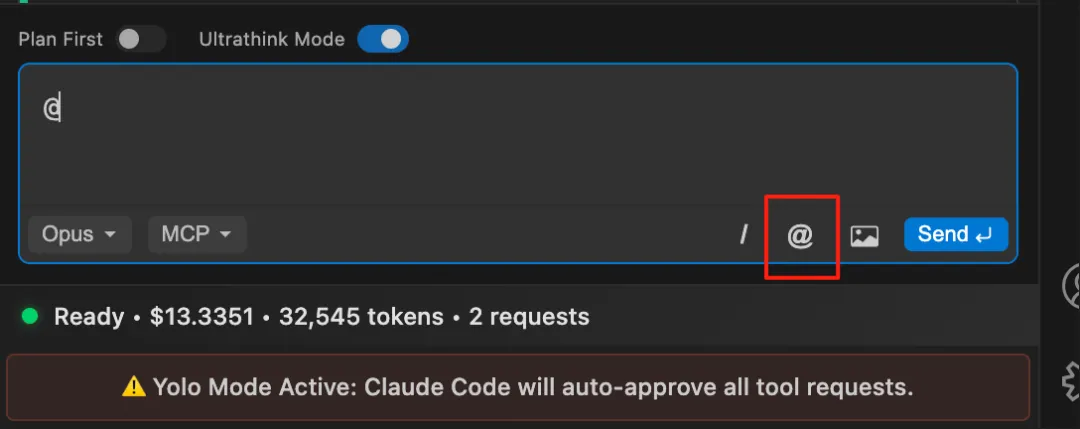 Plan First Ultrathink Mode
@
Opus MCP / @ Send
Ready • $13.3351 • 32,545 tokens • 2 requests
Yolo Mode Active: Claude Code will auto-approve all tool requests.